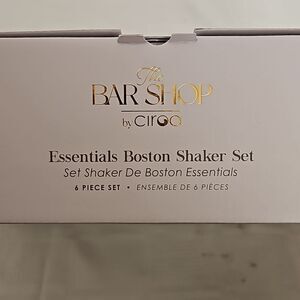 The
BAR SHOP
by ciroa
Essentials Boston Shaker Set
Set Shaker De Boston Essentials
6 PIECE SET • ENSEMBLE DE 6 PIÈCES